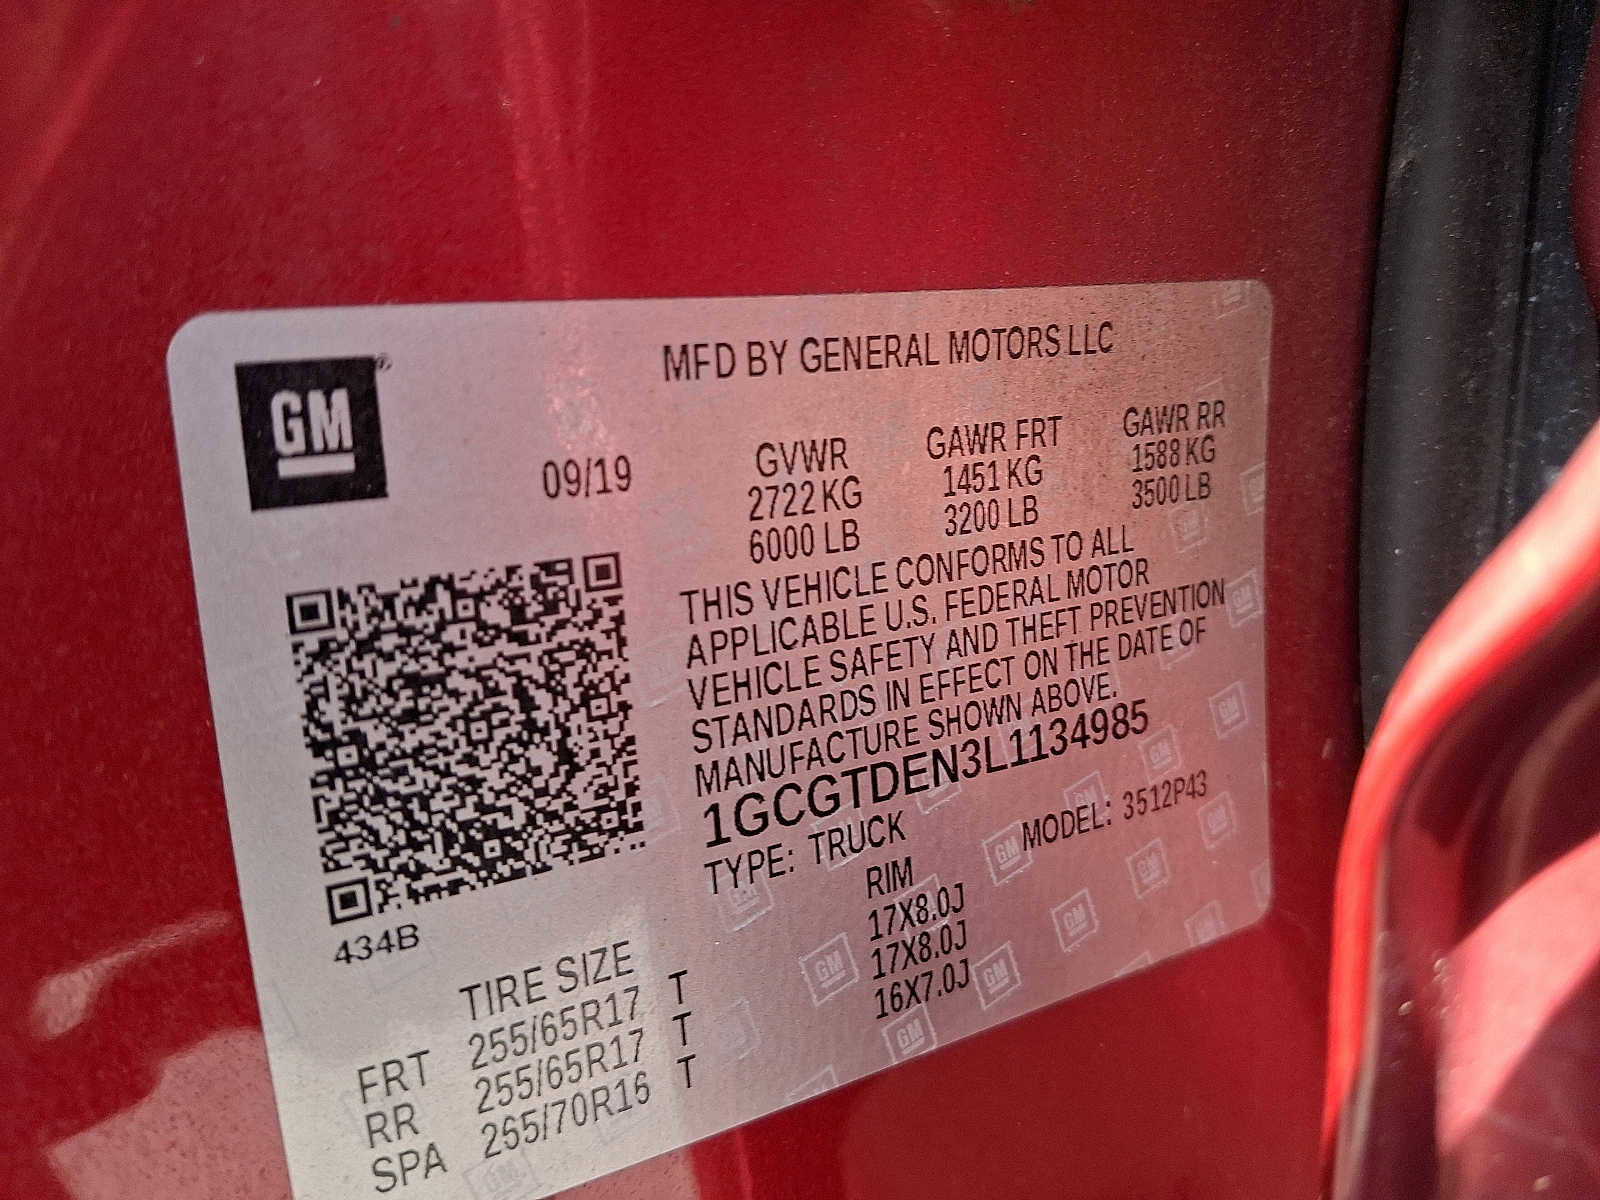 GM
MFD BY GENERAL MOTORS LLC
09/19
GVWR GAWR FRT GAWR RR
2722 KG 1451 KG 1588 KG
6000 LB 3200 LB 3500 LB
THIS VEHICLE CONFORMS TO ALL
APPLICABLE U.S. FEDERAL MOTOR
VEHICLE SAFETY AND THEFT PREVENTION
STANDARDS IN EFFECT ON THE DATE OF
MANUFACTURE SHOWN ABOVE.
1GCGTDEN3L1134985
TYPE: TRUCK MODEL: 3512P43
434B
TIRE SIZE RIM
FRT 255/65R17 T 17X8.0J
RR 255/65R17 T 17X8.0J
SPA 265/70R16 T 16X7.0J